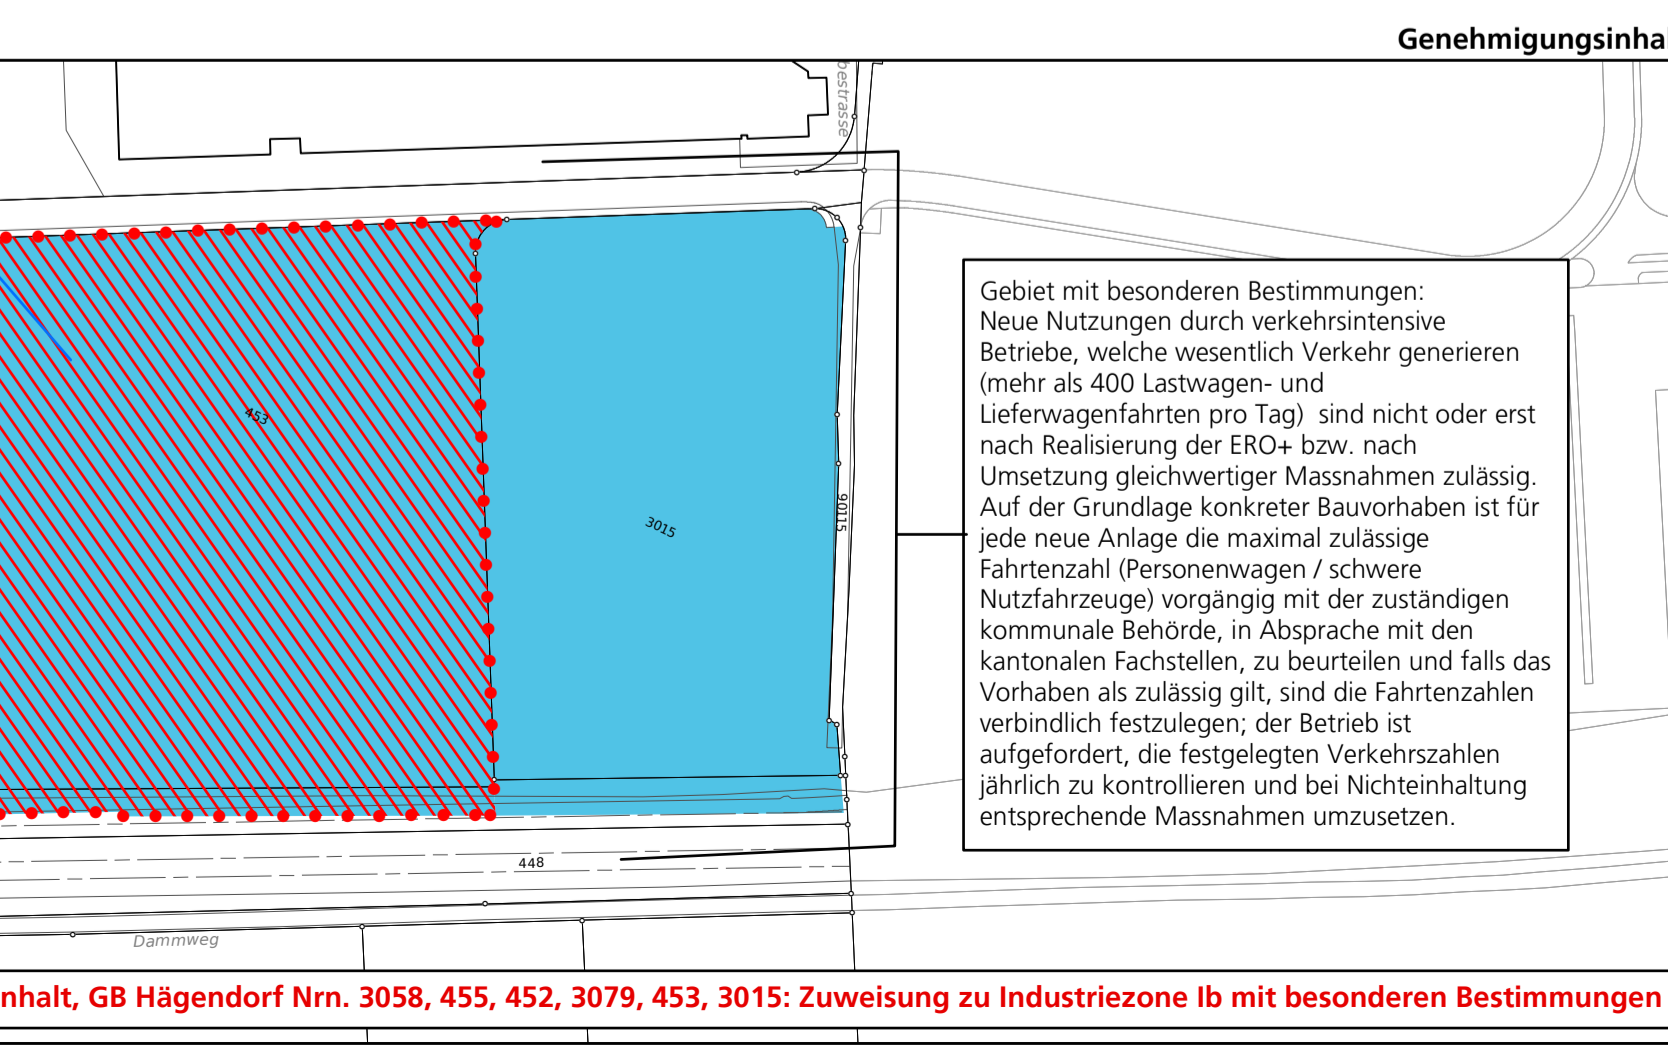 Genehmigungsinhal
bestrasse
Gebiet mit besonderen Bestimmungen:
Neue Nutzungen durch verkehrsintensive
Betriebe, welche wesentlich Verkehr generieren
(mehr als 400 Lastwagen- und
Lieferwagenfahrten pro Tag) sind nicht oder erst
nach Realisierung der ERO+ bzw. nach
Umsetzung gleichwertiger Massnahmen zulässig.
Auf der Grundlage konkreter Bauvorhaben ist für
jede neue Anlage die maximal zulässige
Fahrtenzahl (Personenwagen / schwere
Nutzfahrzeuge) vorgängig mit der zuständigen
kommunale Behörde, in Absprache mit den
kantonalen Fachstellen, zu beurteilen und falls das
Vorhaben als zulässig gilt, sind die Fahrtenzahlen
verbindlich festzulegen; der Betrieb ist
aufgefordert, die festgelegten Verkehrszahlen
jährlich zu kontrollieren und bei Nichteinhaltung
entsprechende Massnahmen umzusetzen.
453
3015
90115
448
Dammweg
nhalt, GB Hägendorf Nrn. 3058, 455, 452, 3079, 453, 3015: Zuweisung zu Industriezone Ib mit besonderen Bestimmungen